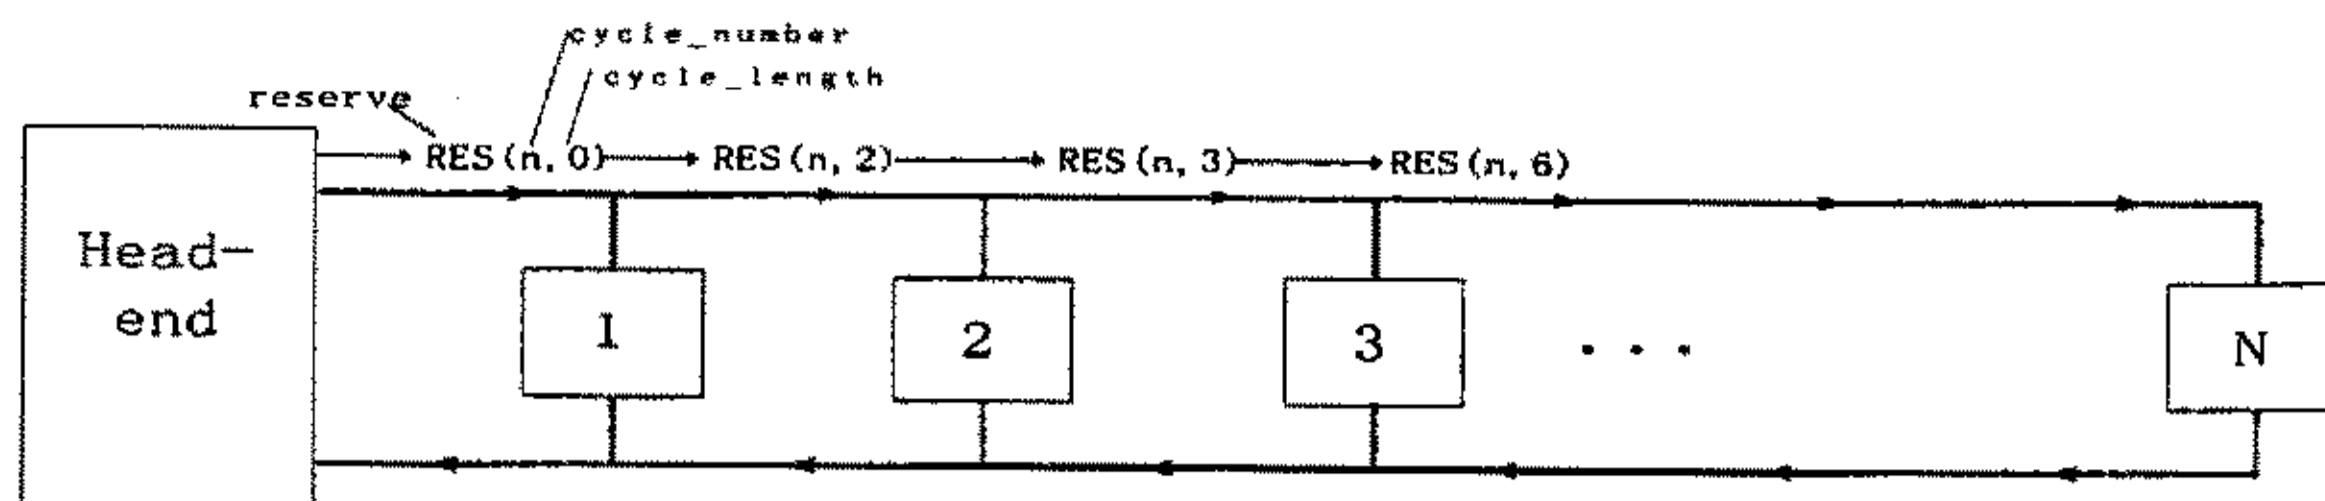 cycle_number
cycle_length
reserve
RES(n, 0) RES(n, 2) RES(n, 3) RES(n, 6)
Head-
end
1 2 3 . . . N